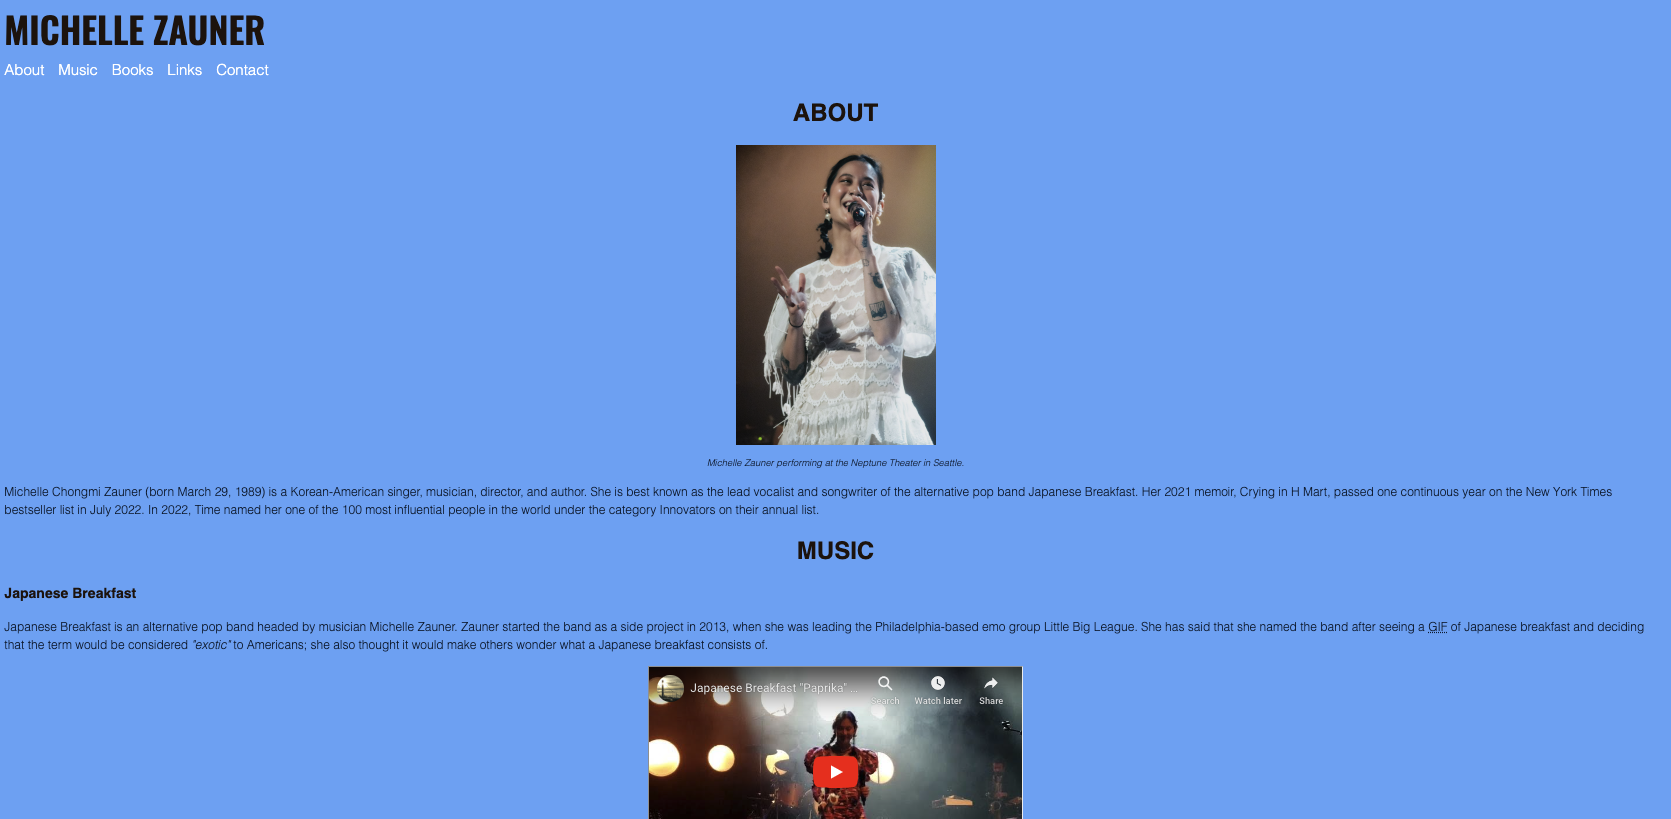 MICHELLE ZAUNER
About Music Books Links Contact
ABOUT
Michelle Zauner performing at the Neptune Theater in Seattle.
Michelle Chongmi Zauner (born March 29, 1989) is a Korean-American singer, musician, director, and author. She is best known as the lead vocalist and songwriter of the alternative pop band Japanese Breakfast. Her 2021 memoir, Crying in H Mart, passed one continuous year on the New York Times
bestseller list in July 2022. In 2022, Time named her one of the 100 most influential people in the world under the category Innovators on their annual list.
MUSIC
Japanese Breakfast
Japanese Breakfast is an alternative pop band headed by musician Michelle Zauner. Zauner started the band as a side project in 2013, when she was leading the Philadelphia-based emo group Little Big League. She has said that she named the band after seeing a GIF of Japanese breakfast and deciding
that the term would be considered "exotic" to Americans; she also thought it would make others wonder what a Japanese breakfast consists of.
Japanese Breakfast "Paprika" ...
Search Watch later Share